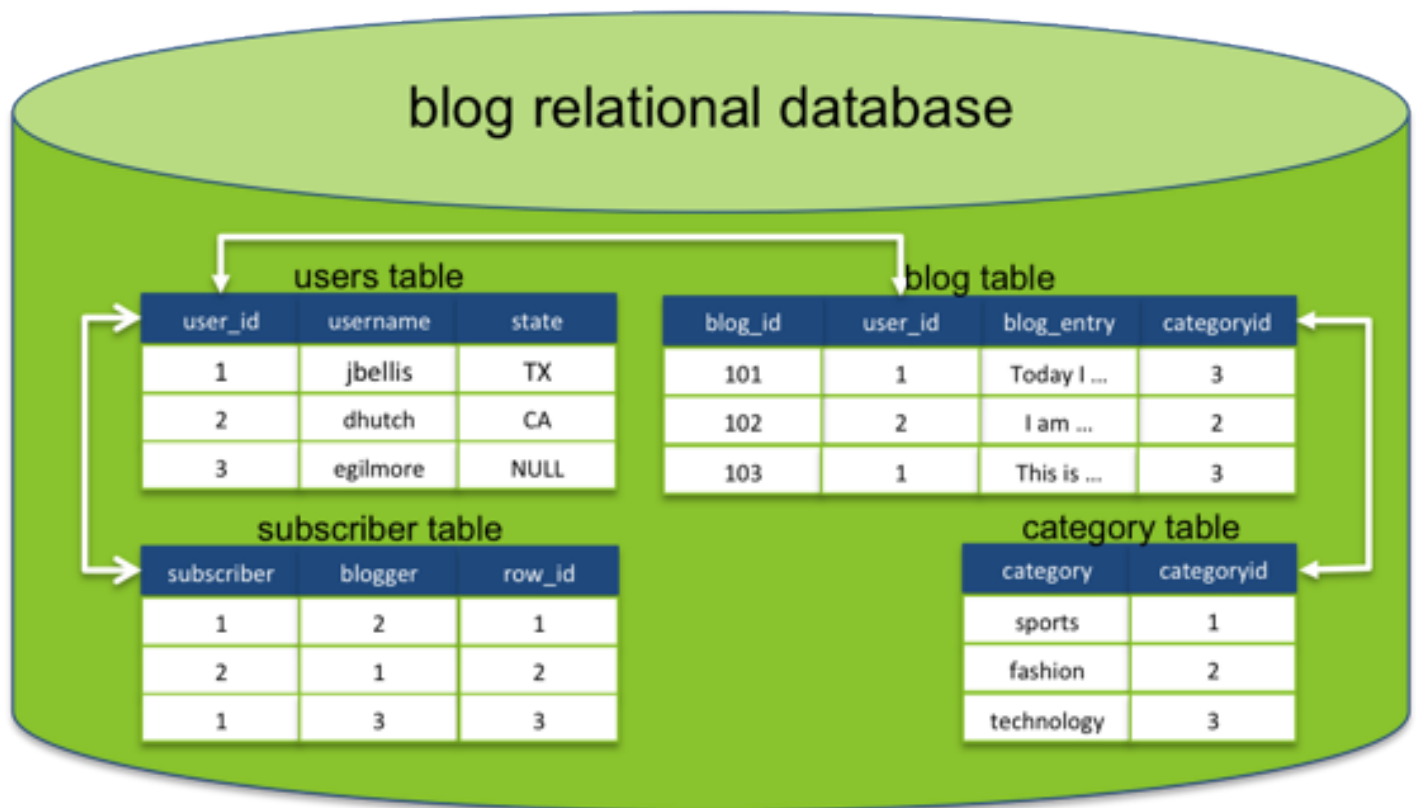 blog relational database
users table
user_id username state
1 jbellis TX
2 dhutch CA
3 egilmore NULL
blog table
blog_id user_id blog_entry categoryid
101 1 Today I ... 3
102 2 I am ... 2
103 1 This is ... 3
subscriber table
subscriber blogger row_id
1 2 1
2 1 2
1 3 3
category table
category categoryid
sports 1
fashion 2
technology 3